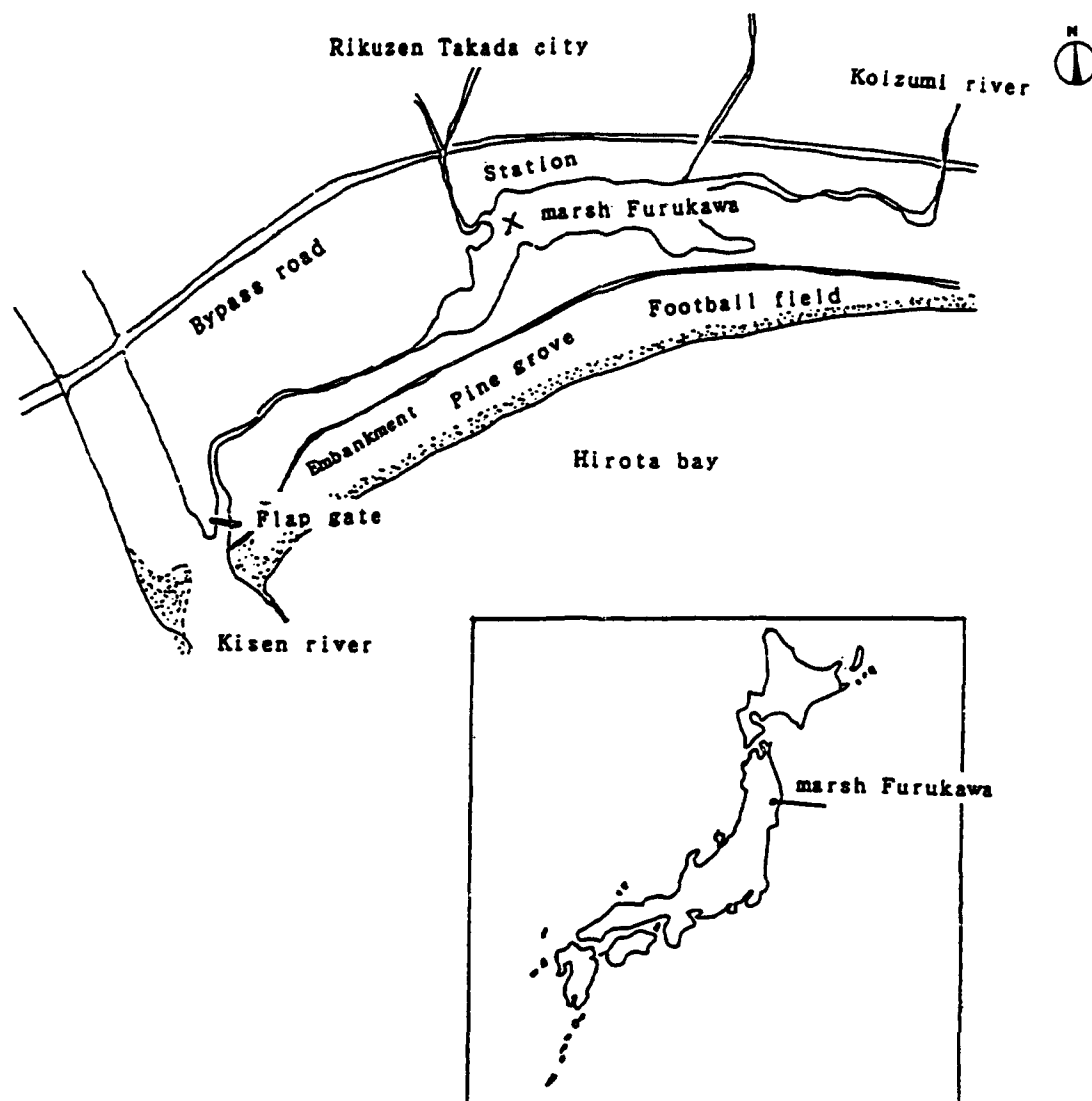 N
Rikuzen Takada city
Koizumi river
Station
X marsh Furukawa
Bypass road
Football field
Pine grove
Embankment
Hirota bay
Flap gate
Kisen river
marsh Furukawa